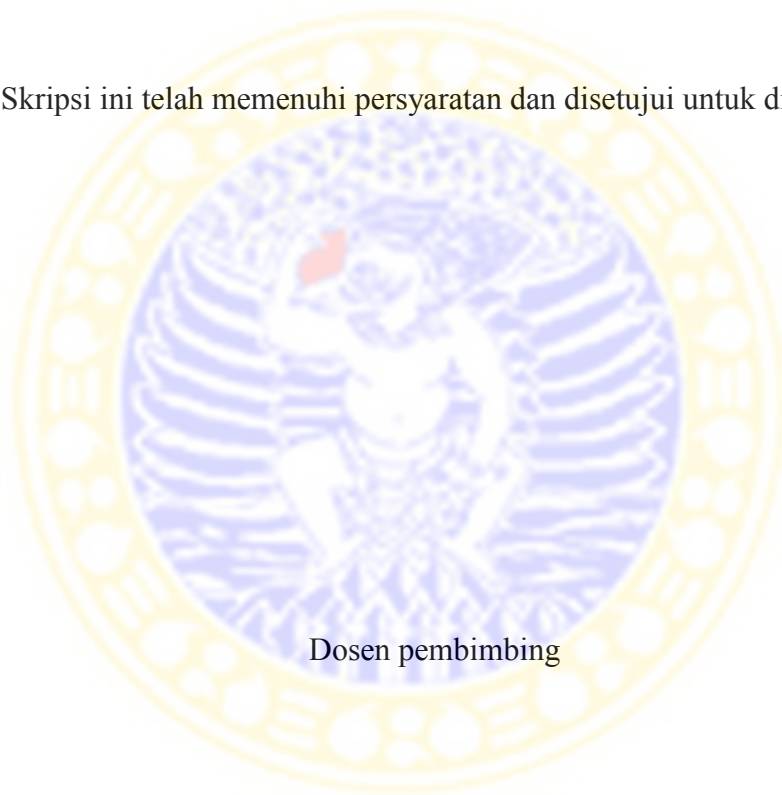 Skripsi ini telah memenuhi persyaratan dan disetujui untuk
Dosen pembimbing